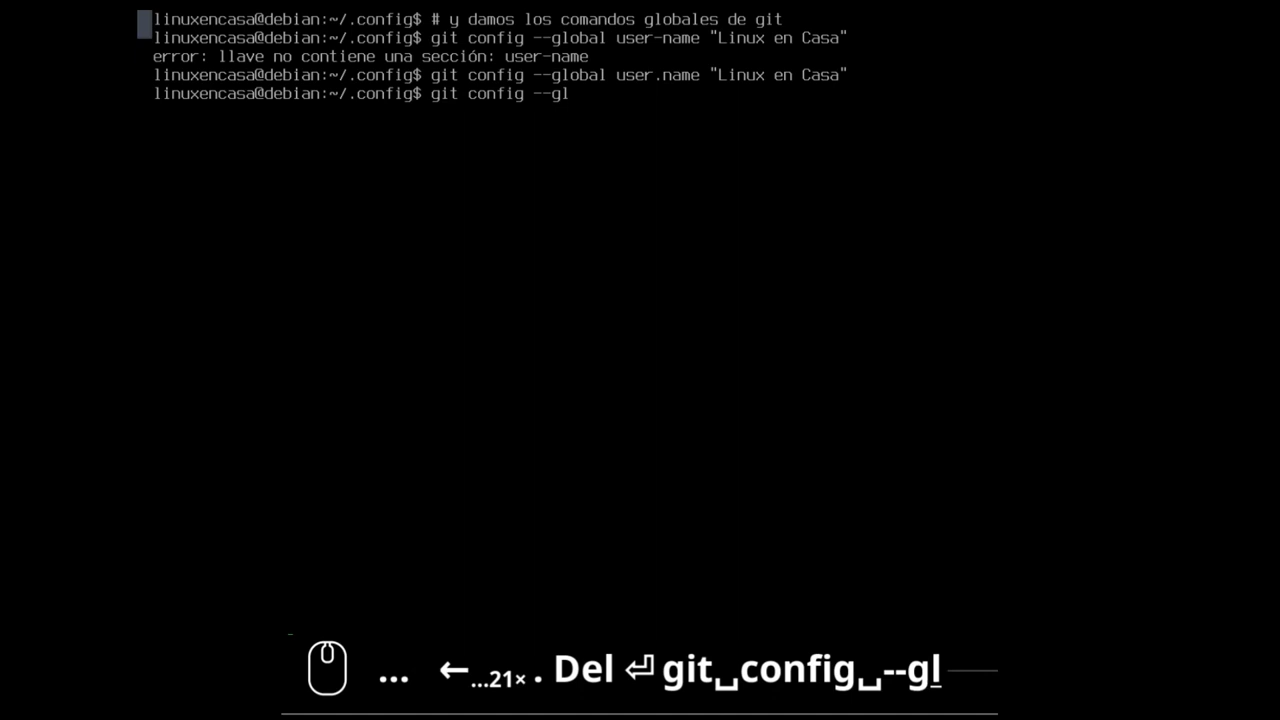 linuxencasa@debian:~/.config$ # y damos los comandos globales de git
linuxencasa@debian:~/.config$ git config --global user-name "Linux en Casa"
error: llave no contiene una sección: user-name
linuxencasa@debian:~/.config$ git config --global user.name "Linux en Casa"
linuxencasa@debian:~/.config$ git config --gl
... ←...21× . Del ⏎ git␣config␣--gl